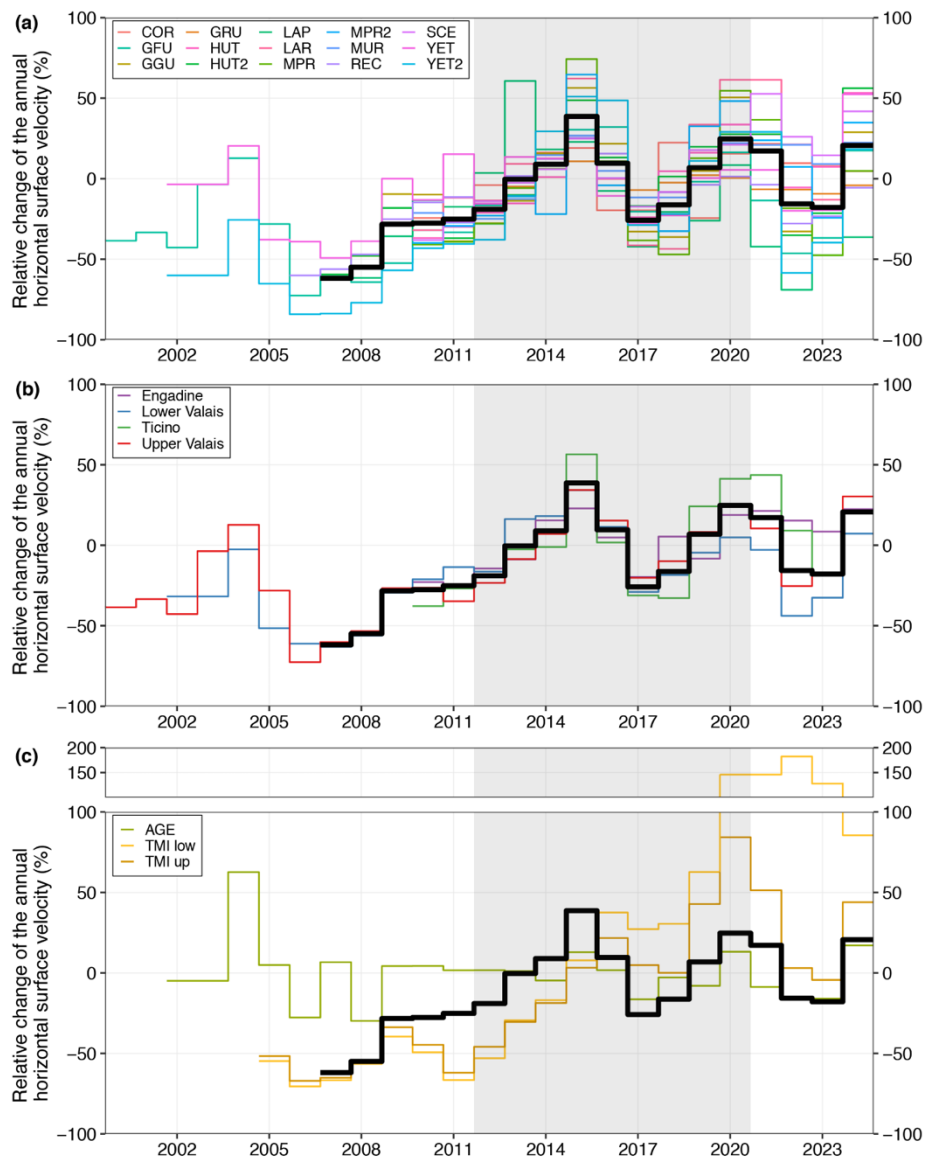 (a)
100
50
0
−50
−100
100
50
0
−50
−100
COR GRU LAP MPR2 SCE
GFU HUT LAR MUR YET
GGU HUT2 MPR REC YET2
Relative change of the annual
horizontal surface velocity (%)
2002 2005 2008 2011 2014 2017 2020 2023
(b)
100
50
0
−50
−100
100
50
0
−50
−100
Engadine
Lower Valais
Ticino
Upper Valais
Relative change of the annual
horizontal surface velocity (%)
2002 2005 2008 2011 2014 2017 2020 2023
(c)
200
150
200
150
100
50
0
−50
−100
100
50
0
−50
−100
AGE
TMI low
TMI up
Relative change of the annual
horizontal surface velocity (%)
2002 2005 2008 2011 2014 2017 2020 2023